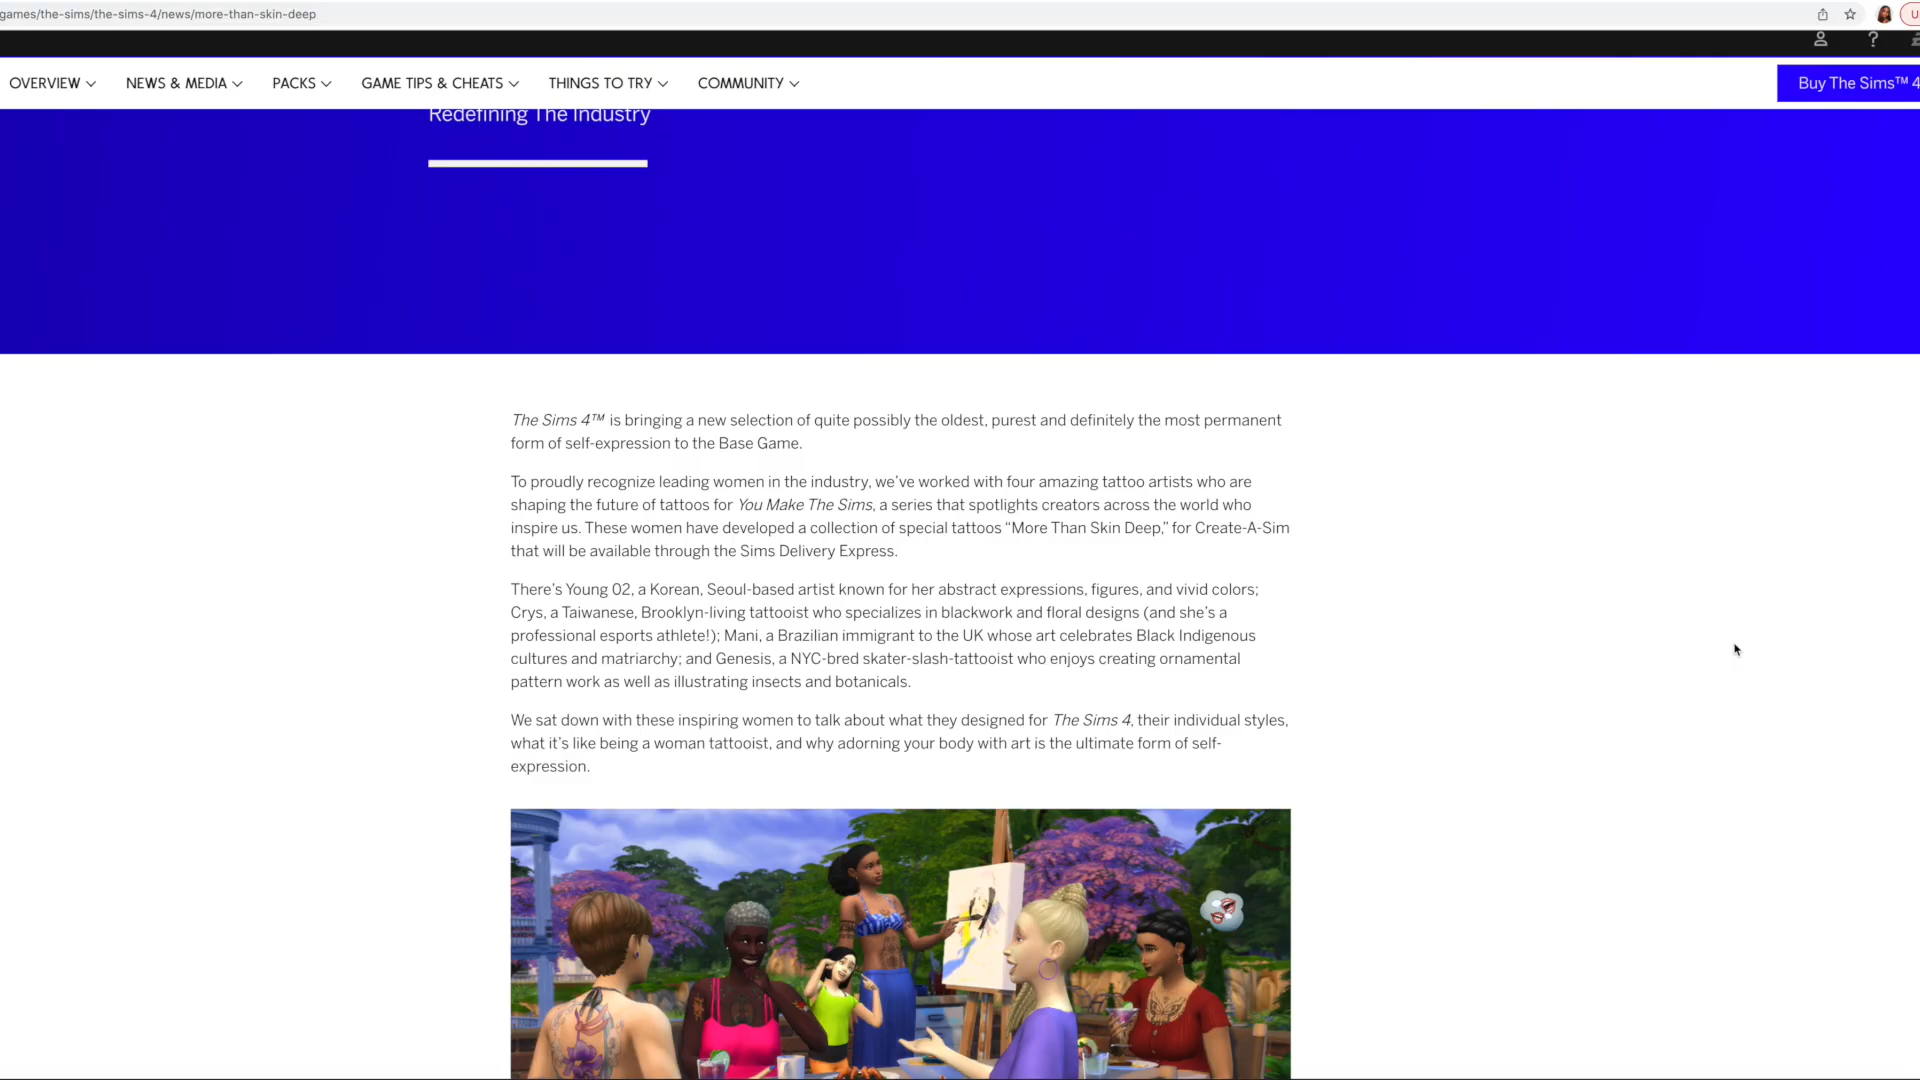 games/the-sims/the-sims-4/news/more-than-skin-deep
U
OVERVIEW NEWS & MEDIA PACKS GAME TIPS & CHEATS THINGS TO TRY COMMUNITY Buy The Sims™ 4
Redefining The Industry
The Sims 4™ is bringing a new selection of quite possibly the oldest, purest and definitely the most permanent
form of self-expression to the Base Game.
To proudly recognize leading women in the industry, we’ve worked with four amazing tattoo artists who are
shaping the future of tattoos for You Make The Sims, a series that spotlights creators across the world who
inspire us. These women have developed a collection of special tattoos “More Than Skin Deep,” for Create-A-Sim
that will be available through the Sims Delivery Express.
There’s Young 02, a Korean, Seoul-based artist known for her abstract expressions, figures, and vivid colors;
Crys, a Taiwanese, Brooklyn-living tattooist who specializes in blackwork and floral designs (and she’s a
professional esports athlete!); Mani, a Brazilian immigrant to the UK whose art celebrates Black Indigenous
cultures and matriarchy; and Genesis, a NYC-bred skater-slash-tattooist who enjoys creating ornamental
pattern work as well as illustrating insects and botanicals.
We sat down with these inspiring women to talk about what they designed for The Sims 4, their individual styles,
what it’s like being a woman tattooist, and why adorning your body with art is the ultimate form of self-
expression.